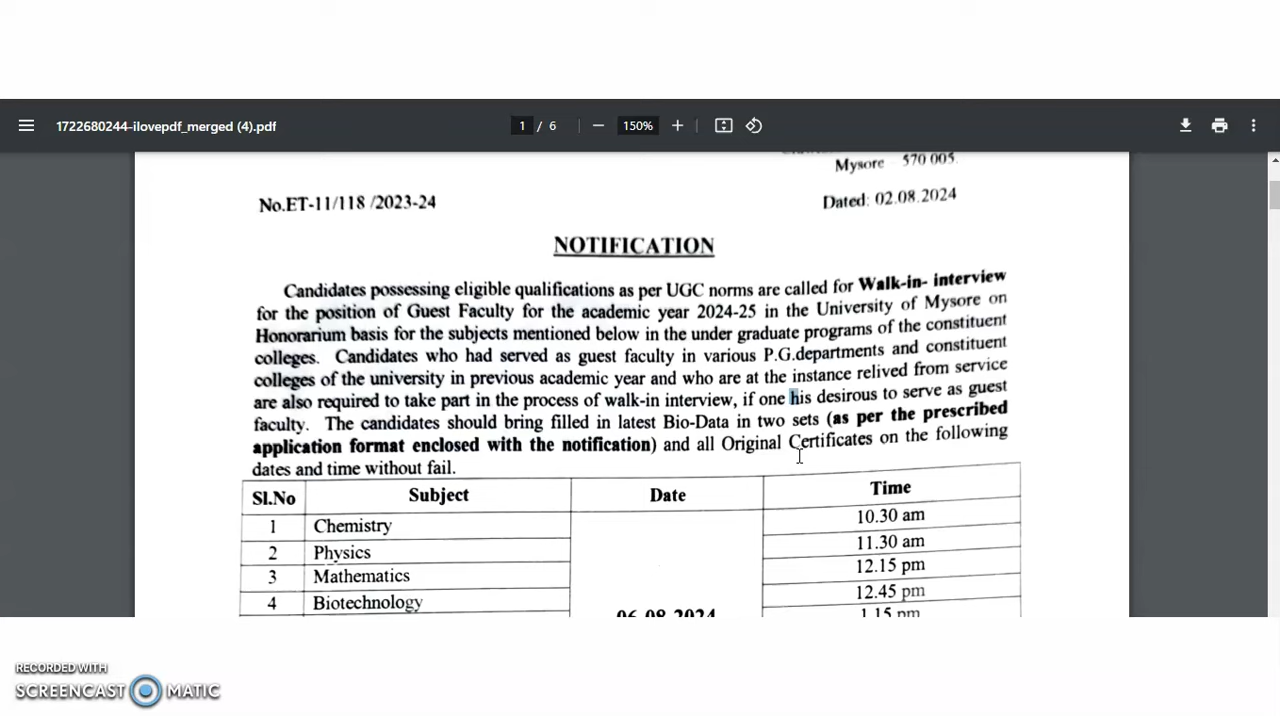 1722680244-ilovepdf_merged (4).pdf
1 / 6
150%
Mysore 570 005.
No.ET-11/118 /2023-24
Dated: 02.08.2024
NOTIFICATION
Candidates possessing eligible qualifications as per UGC norms are called for Walk-in- interview
for the position of Guest Faculty for the academic year 2024-25 in the University of Mysore on
Honorarium basis for the subjects mentioned below in the under graduate programs of the constituent
colleges. Candidates who had served as guest faculty in various P.G.departments and constituent
colleges of the university in previous academic year and who are at the instance relived from service
are also required to take part in the process of walk-in interview, if one his desirous to serve as guest
faculty. The candidates should bring filled in latest Bio-Data in two sets (as per the prescribed
application format enclosed with the notification) and all Original Certificates on the following
dates and time without fail.
Sl.No Subject Date Time
1 Chemistry 10.30 am
2 Physics 11.30 am
3 Mathematics 12.15 pm
4 Biotechnology 12.45 pm
06.08.2024 1.15 pm
RECORDED WITH
SCREENCAST MATIC